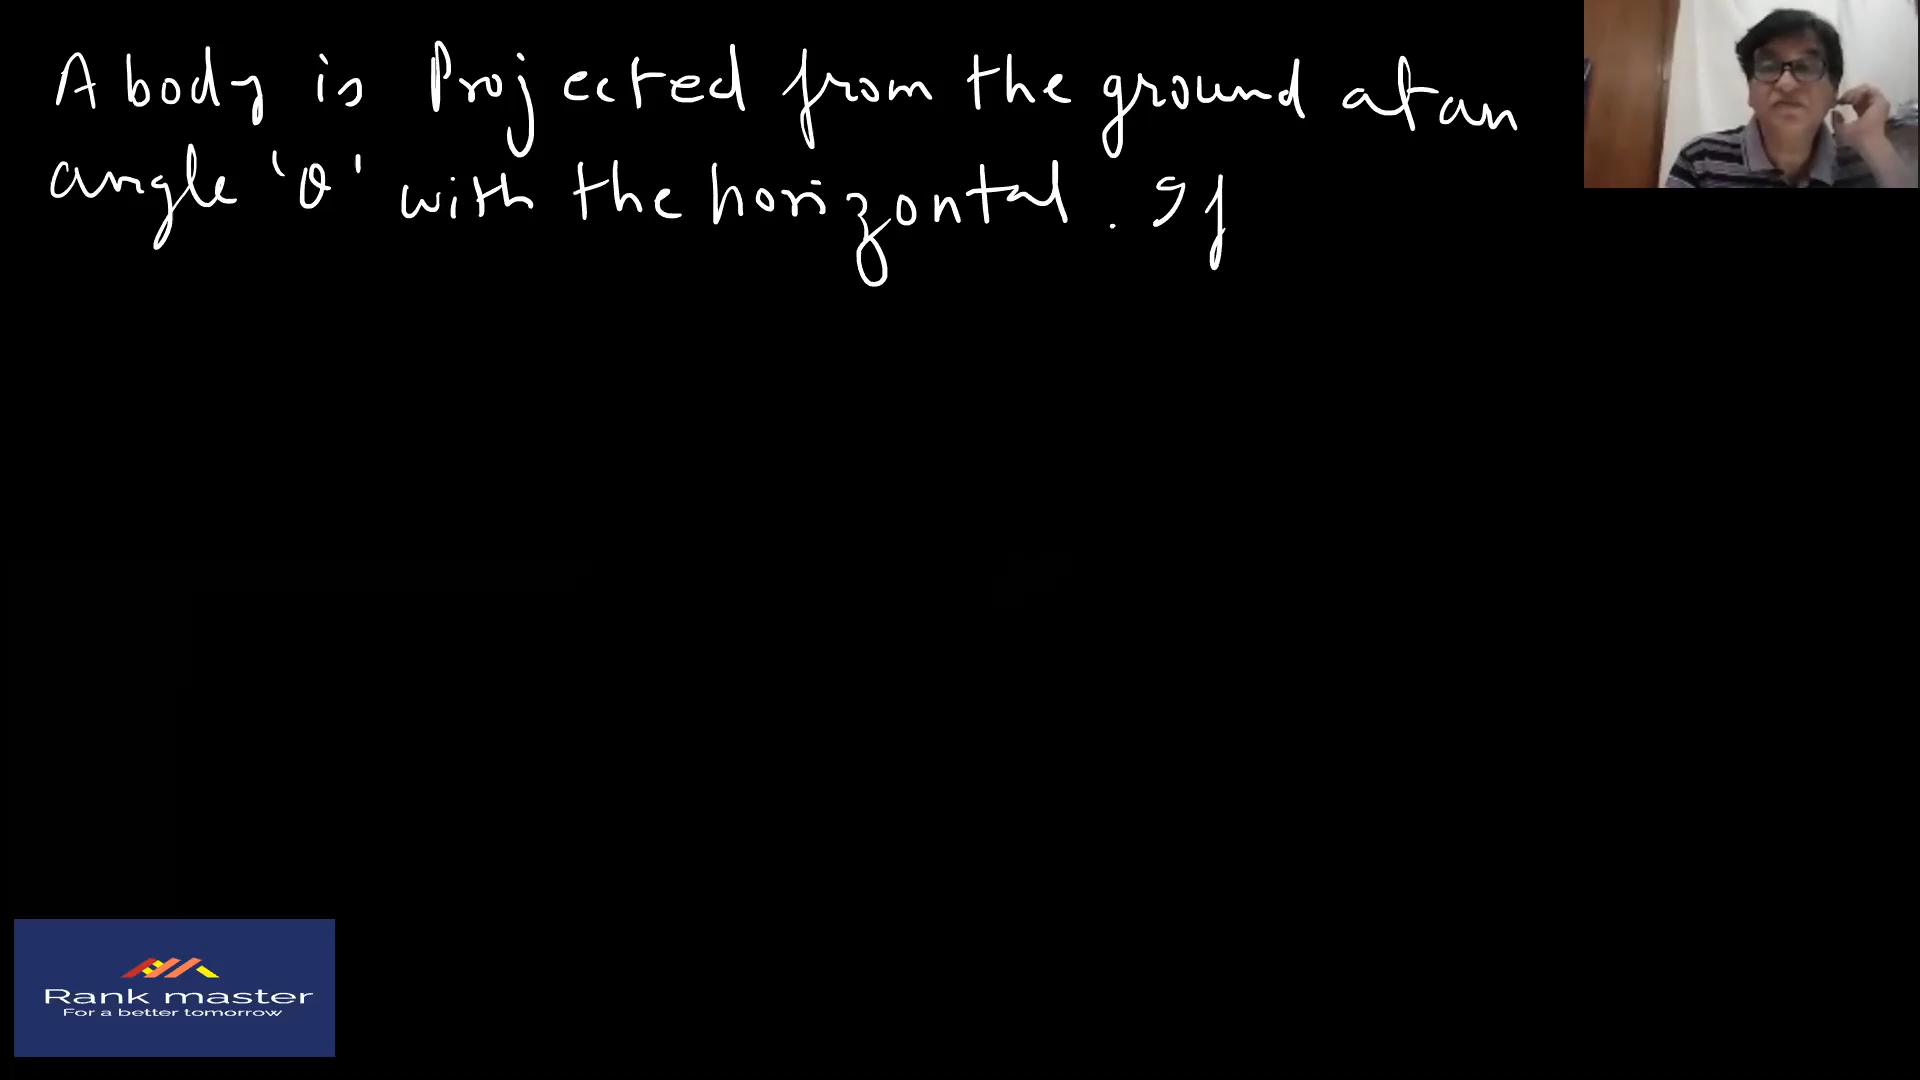 A body is Projected from the ground at an
angle 'θ' with the horizontal. If
Rank master
For a better tomorrow